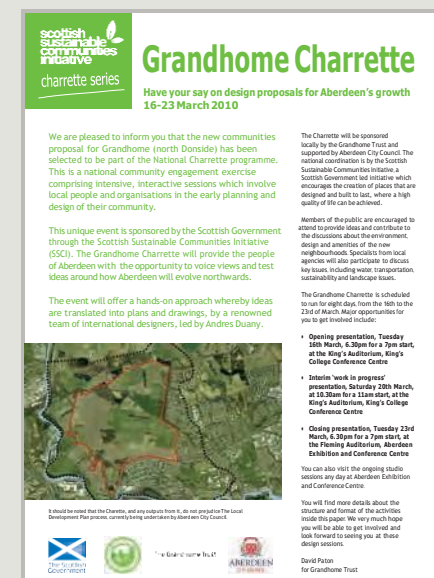 scottish
sustainable
communities
initiative
charrette series
Grandhome Charrette
Have your say on design proposals for Aberdeen's growth
16-23 March 2010
We are pleased to inform you that the new communities
proposal for Grandhome (north Donside) has been
selected to be part of the National Charrette programme.
This is a national community engagement exercise
comprising intensive, interactive sessions which involve
local people and organisations in the early planning and
design of their community.
This unique event is sponsored by the Scottish Government
through the Scottish Sustainable Communities Initiative
(SSCI). The Grandhome Charrette will provide the people
of Aberdeen with the opportunity to voice views and test
ideas around how Aberdeen will evolve northwards.
The event will offer a hands-on approach whereby ideas
are translated into plans and drawings, by a renowned
team of international designers, led by Andres Duany.
It should be noted that the Charette, and any outputs from it, do not prejudice The Local
Development Plan process, currently being undertaken by Aberdeen City Council.
The Scottish
Government
The Grandhome Trust
ABERDEEN
The Charrette will be sponsored
locally by the Grandhome Trust and
supported by Aberdeen City Council. The
national coordination is by the Scottish
Sustainable Communities Initiative, a
Scottish Government led initiative which
encourages the creation of places that are
designed and built to last, where a high
quality of life can be achieved.
Members of the public are encouraged to
attend to provide ideas and contribute to
the discussions about the environment,
design and amenities of the new
neighbourhoods. Specialists from local
agencies will also participate to discuss
key issues, including water, transportation,
sustainability and landscape issues.
The Grandhome Charrette is scheduled
to run for eight days, from the 16th to the
23rd of March. Major opportunities for
you to get involved include:
• Opening presentation, Tuesday
16th March, 6.30pm for a 7pm start,
at the King's Auditorium, King's
College Conference Centre
• Interim 'work in progress'
presentation, Saturday 20th March,
at 10.30am for a 11am start, at the
King's Auditorium, King's College
Conference Centre
• Closing presentation, Tuesday 23rd
March, 6.30pm for a 7pm start, at
the Fleming Auditorium, Aberdeen
Exhibition and Conference Centre
You can also visit the ongoing studio
sessions any day at Aberdeen Exhibition
and Conference Centre.
You will find more details about the
structure and format of the activities
inside this paper. We very much hope
you will be able to get involved and
look forward to seeing you at these
design sessions.
David Paton
for Grandhome Trust